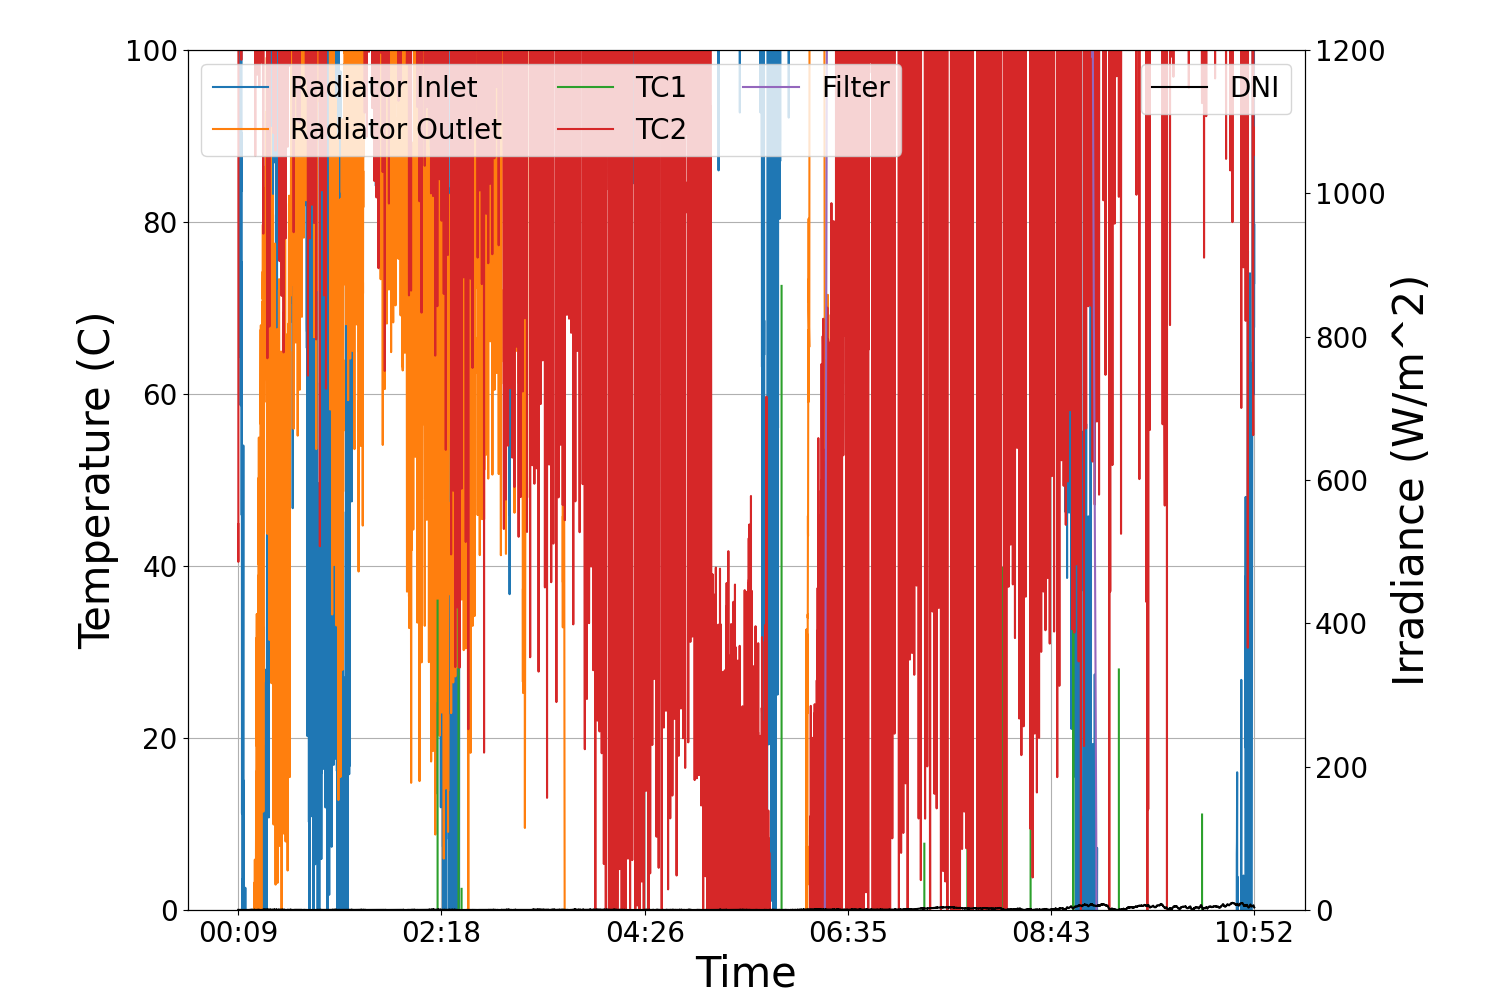 100
80
60
40
20
0
Temperature (C)
Radiator Inlet
Radiator Outlet
TC1
TC2
Filter
DNI
1200
1000
800
600
400
200
0
Irradiance (W/m^2)
00:09
02:18
04:26
06:35
08:43
10:52
Time